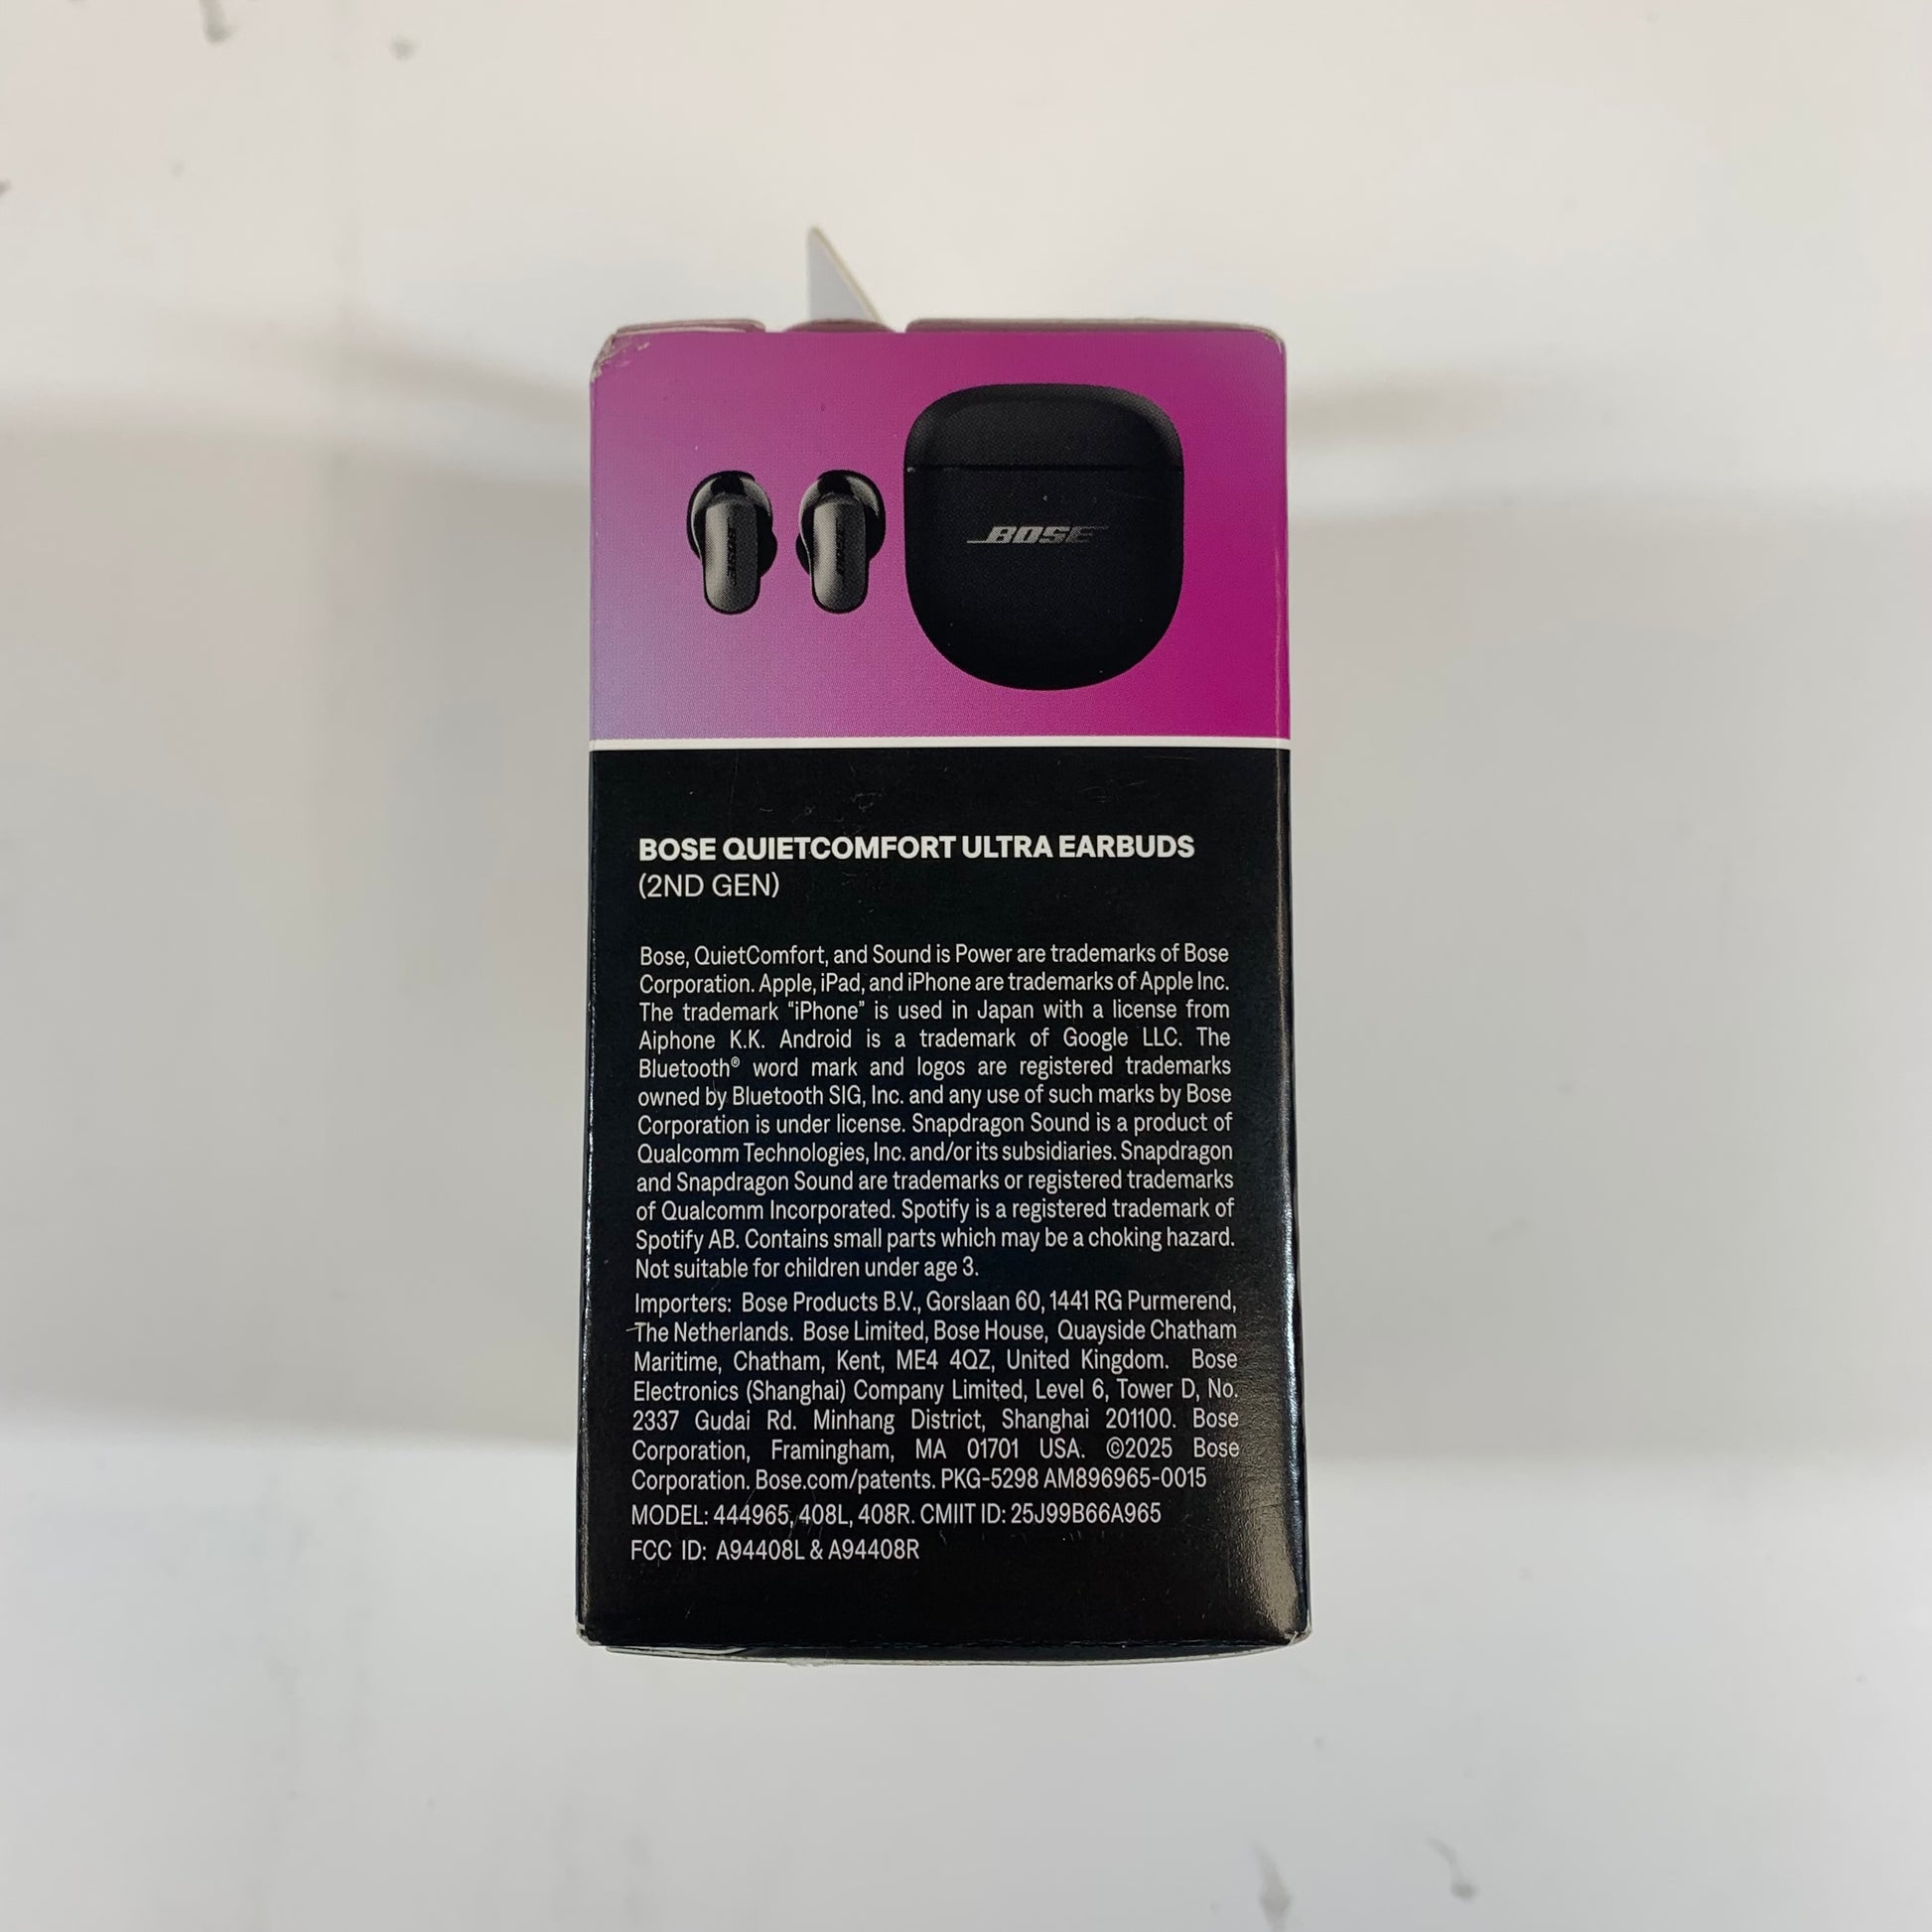 BOSE
BOSE
BOSE QUIETCOMFORT ULTRA EARBUDS
(2ND GEN)
Bose, QuietComfort, and Sound is Power are trademarks of Bose
Corporation. Apple, iPad, and iPhone are trademarks of Apple Inc.
The trademark “iPhone” is used in Japan with a license from
Aiphone K.K. Android is a trademark of Google LLC. The
Bluetooth® word mark and logos are registered trademarks
owned by Bluetooth SIG, Inc. and any use of such marks by Bose
Corporation is under license. Snapdragon Sound is a product of
Qualcomm Technologies, Inc. and/or its subsidiaries. Snapdragon
and Snapdragon Sound are trademarks or registered trademarks
of Qualcomm Incorporated. Spotify is a registered trademark of
Spotify AB. Contains small parts which may be a choking hazard.
Not suitable for children under age 3.
Importers: Bose Products B.V., Gorslaan 60, 1441 RG Purmerend,
The Netherlands. Bose Limited, Bose House, Quayside Chatham
Maritime, Chatham, Kent, ME4 4QZ, United Kingdom. Bose
Electronics (Shanghai) Company Limited, Level 6, Tower D, No.
2337 Gudai Rd. Minhang District, Shanghai 201100. Bose
Corporation, Framingham, MA 01701 USA. ©2025 Bose
Corporation. Bose.com/patents. PKG-5298 AM896965-0015
MODEL: 444965, 408L, 408R. CMIIT ID: 25J99B66A965
FCC ID: A94408L & A94408R